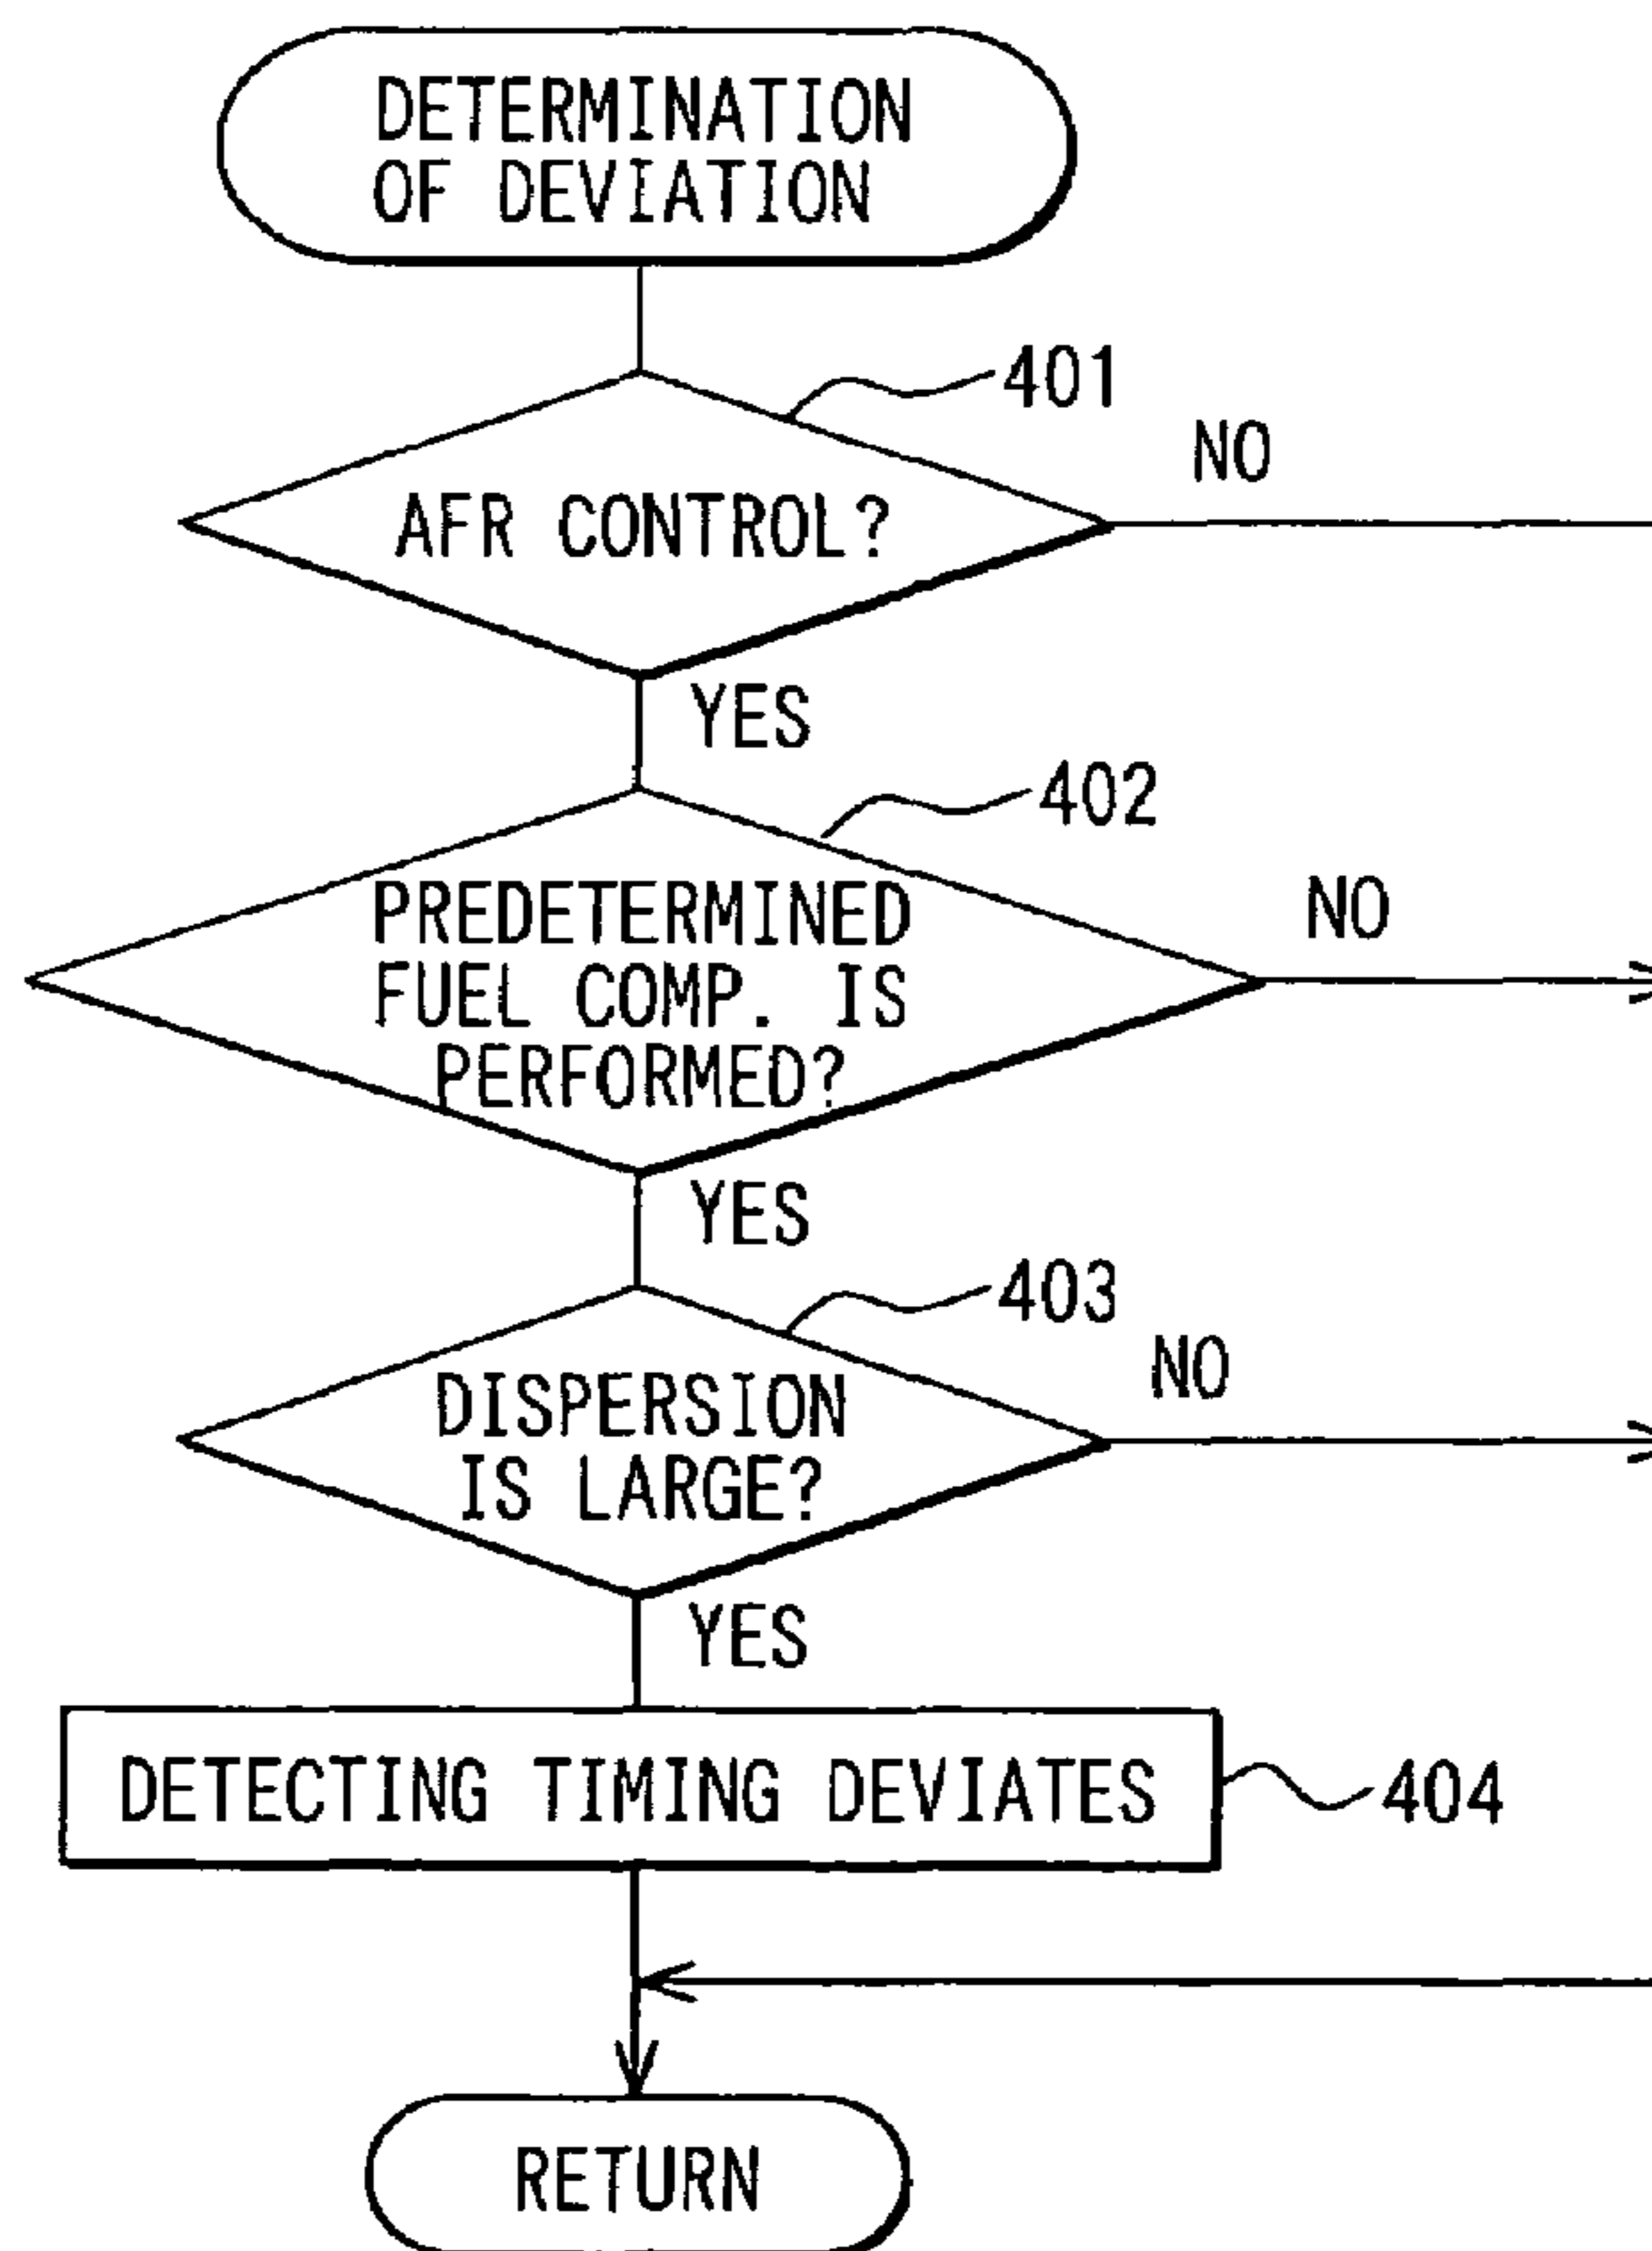 DETERMINATION
OF DEVIATION
401
NO
AFR CONTROL?
YES
402
NO
PREDETERMINED
FUEL COMP. IS
PERFORMED?
YES
403
NO
DISPERSION
IS LARGE?
YES
DETECTING TIMING DEVIATES
404
RETURN